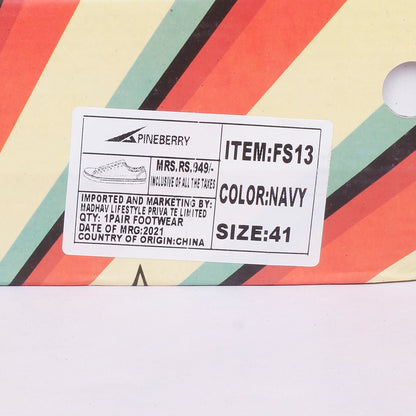 PINEBERRY
MRS.RS.949/-
INCLUSIVE OF ALL THE TAXES
IMPORTED AND MARKETING BY:
MADHAV LIFESTYLE PRIVA TE LIMITED
QTY: 1PAIR FOOTWEAR
DATE OF MRG:2021
COUNTRY OF ORIGIN:CHINA
ITEM:FS13
COLOR:NAVY
SIZE:41